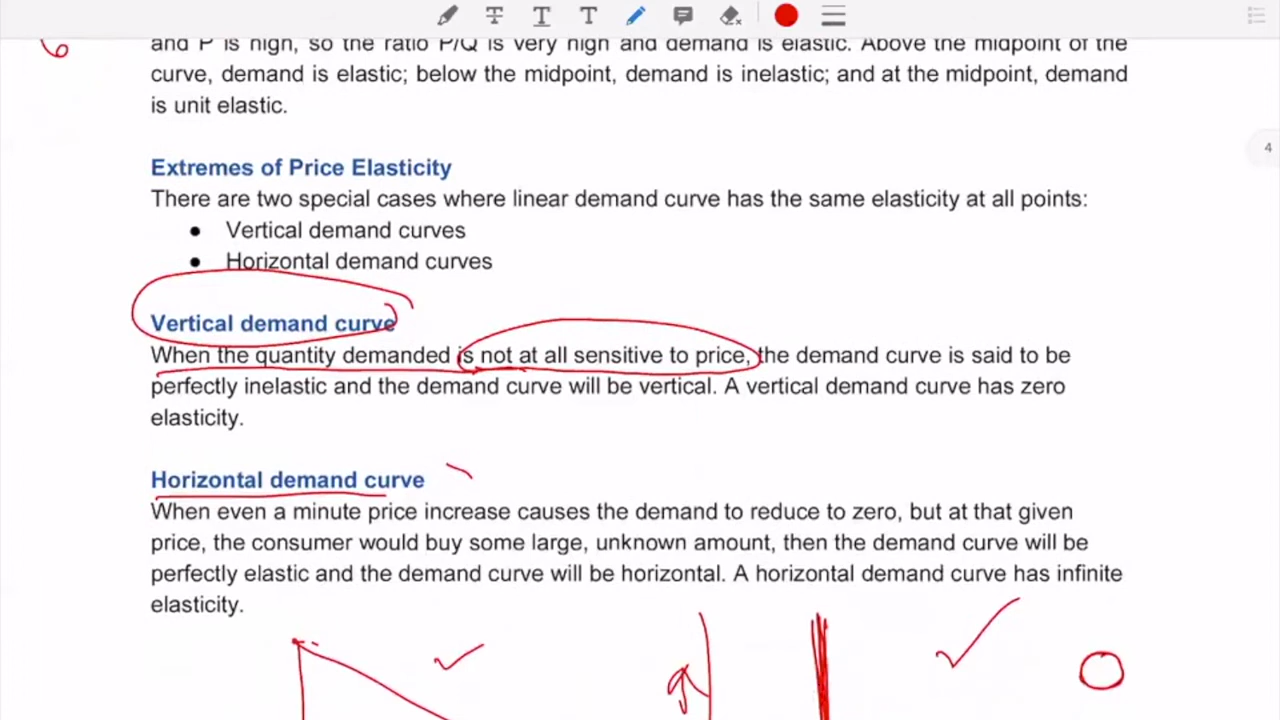 and P is high, so the ratio P/Q is very high and demand is elastic. Above the midpoint of the
curve, demand is elastic; below the midpoint, demand is inelastic; and at the midpoint, demand
is unit elastic.
4
Extremes of Price Elasticity
There are two special cases where linear demand curve has the same elasticity at all points:
● Vertical demand curves
● Horizontal demand curves
Vertical demand curve
When the quantity demanded is not at all sensitive to price, the demand curve is said to be
perfectly inelastic and the demand curve will be vertical. A vertical demand curve has zero
elasticity.
Horizontal demand curve
When even a minute price increase causes the demand to reduce to zero, but at that given
price, the consumer would buy some large, unknown amount, then the demand curve will be
perfectly elastic and the demand curve will be horizontal. A horizontal demand curve has infinite
elasticity.